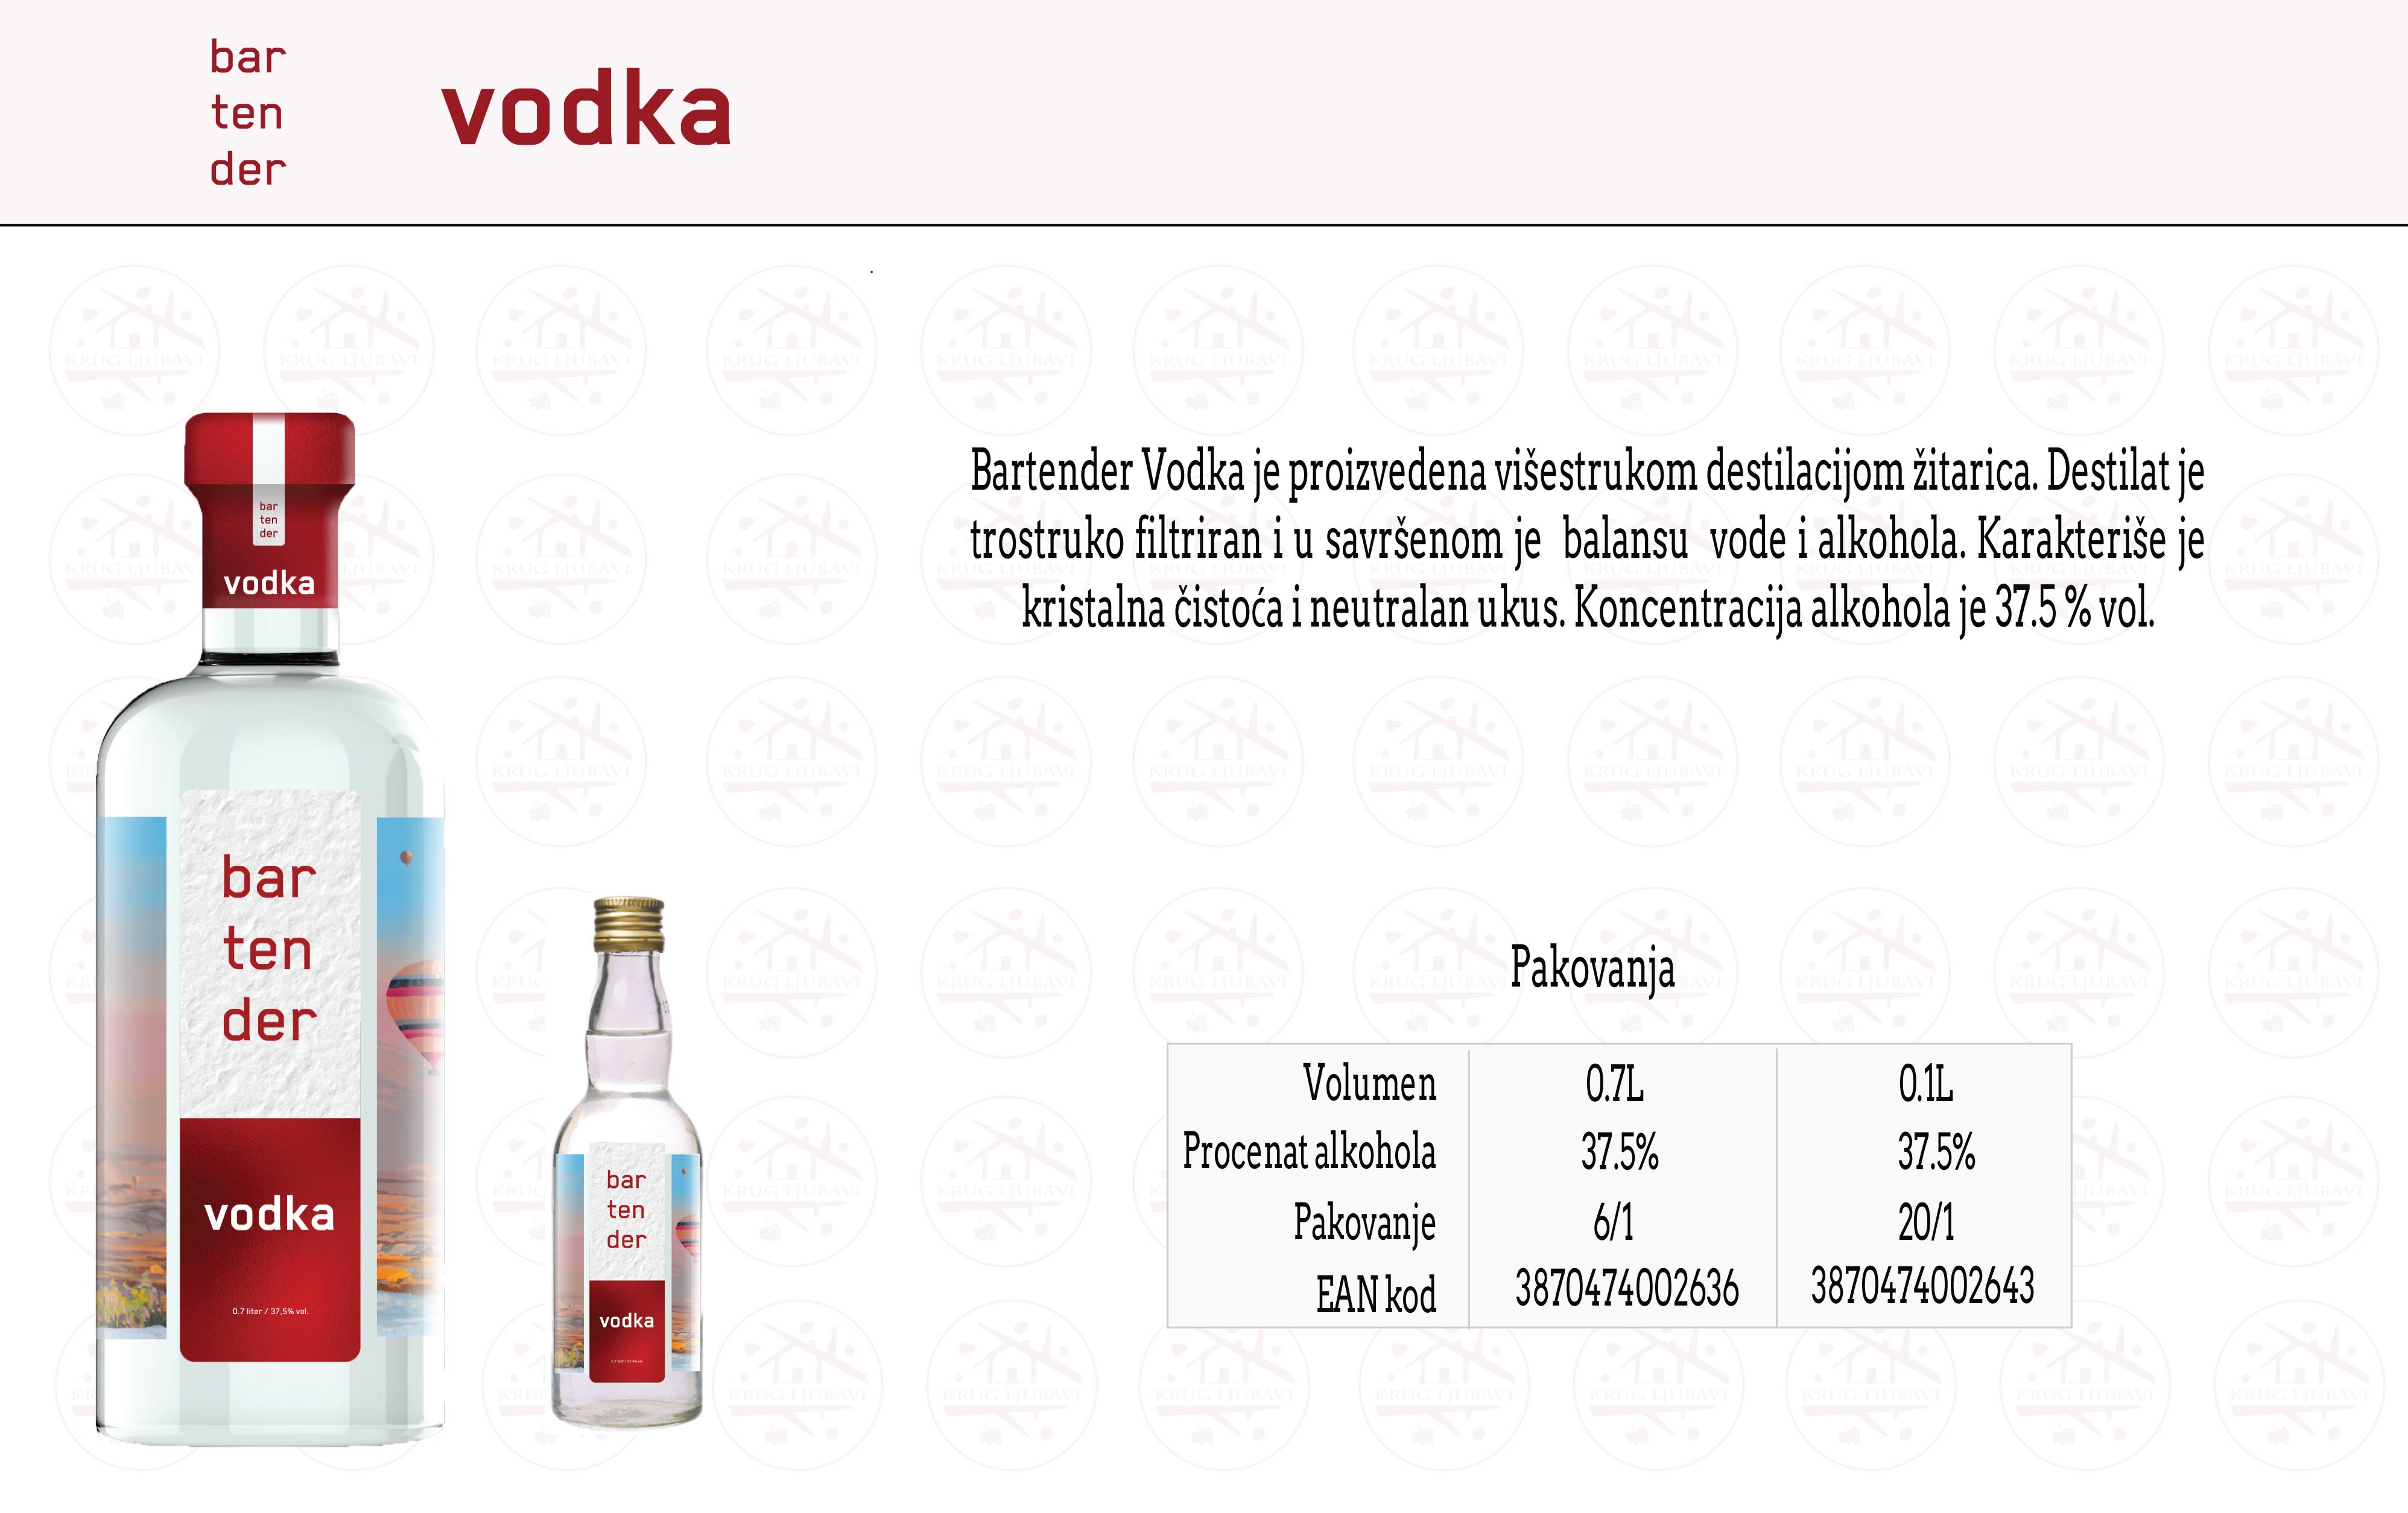 bar
ten
der
vodka
Bartender Vodka je proizvedena višestrukom destilacijom žitarica. Destilat je
trostruko filtriran i u savršenom je balansu vode i alkohola. Karakteriše je
kristalna čistoća i neutralan ukus. Koncentracija alkohola je 37.5 % vol.
bar
ten
der
vodka
bar
ten
der
vodka
0.7 liter / 37,5% vol.
bar
ten
der
vodka
Pakovanja
Volumen 0.7L 0.1L
Procenat alkohola 37.5% 37.5%
Pakovanje 6/1 20/1
EAN kod 3870474002636 3870474002643
KRUG LJUBAVI